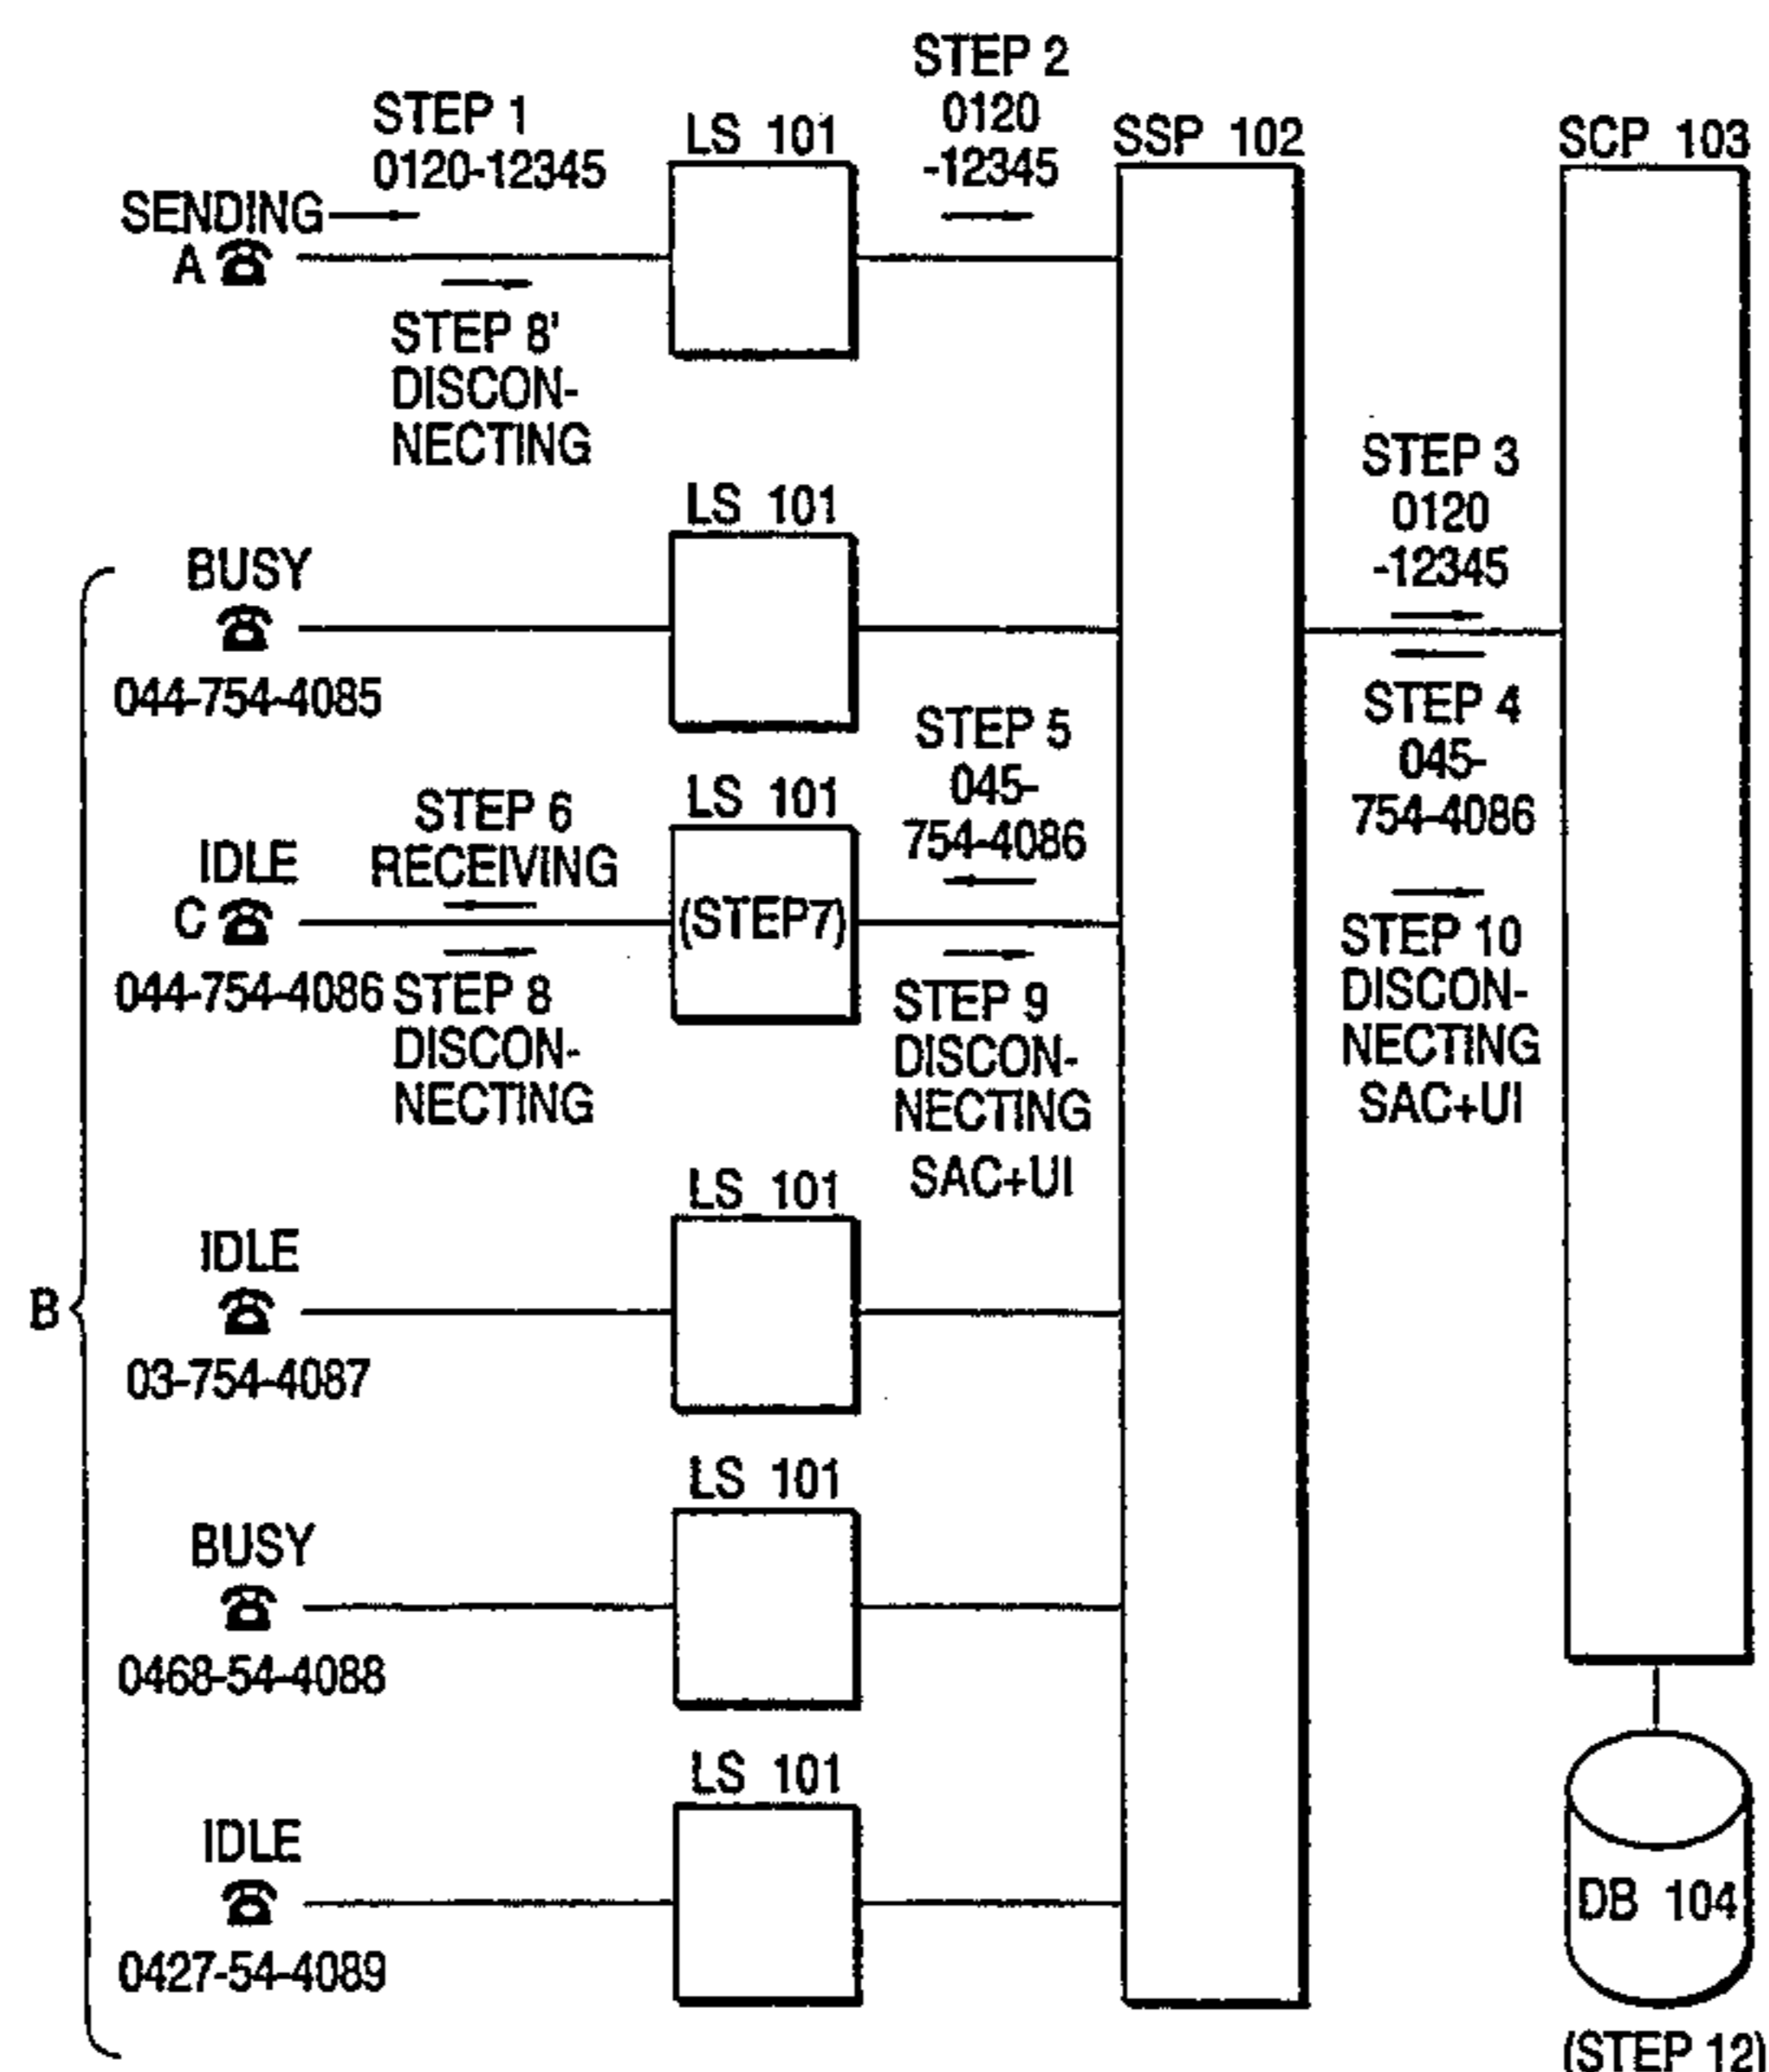 STEP 1
0120-12345
STEP 2
0120
-12345
LS 101
SSP 102
SCP 103
SENDING
A
STEP 8'
DISCON-
NECTING
STEP 3
0120
-12345
LS 101
BUSY
044-754-4085
STEP 4
045-
754-4086
STEP 5
045-
754-4086
LS 101
STEP 6
RECEIVING
IDLE
C
(STEP7)
044-754-4086
STEP 8
DISCON-
NECTING
STEP 9
DISCON-
NECTING
SAC+UI
STEP 10
DISCON-
NECTING
SAC+UI
LS 101
IDLE
B
03-754-4087
LS 101
BUSY
0468-54-4088
LS 101
IDLE
0427-54-4089
DB 104
(STEP 12)